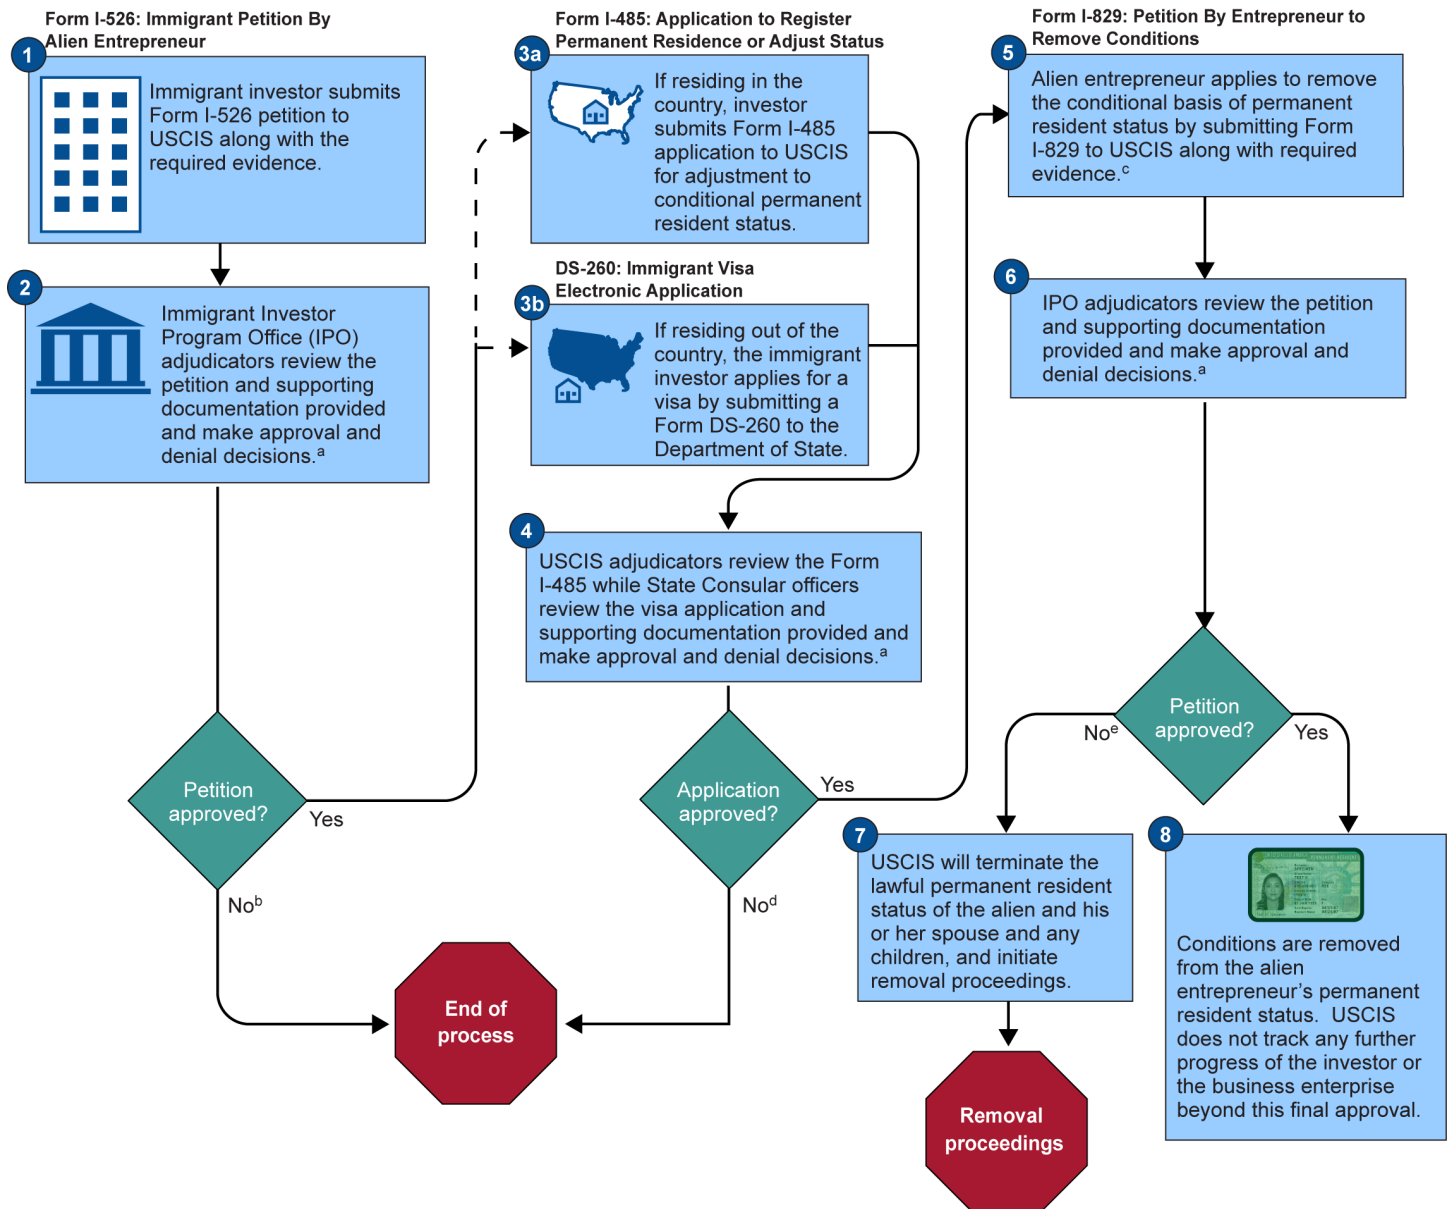 Form I-526: Immigrant Petition By
Alien Entrepreneur
1
Immigrant investor submits
Form I-526 petition to
USCIS along with the
required evidence.
2
Immigrant Investor
Program Office (IPO)
adjudicators review the
petition and supporting
documentation provided
and make approval and
denial decisions.a
Petition
approved?
Yes
Nob
End of
process
Form I-485: Application to Register
Permanent Residence or Adjust Status
3a
If residing in the
country, investor
submits Form I-485
application to USCIS
for adjustment to
conditional permanent
resident status.
DS-260: Immigrant Visa
Electronic Application
3b
If residing out of the
country, the immigrant
investor applies for a
visa by submitting a
Form DS-260 to the
Department of State.
4
USCIS adjudicators review the Form
I-485 while State Consular officers
review the visa application and
supporting documentation provided and
make approval and denial decisions.a
Application
approved?
Yes
Nod
Form I-829: Petition By Entrepreneur to
Remove Conditions
5
Alien entrepreneur applies to remove
the conditional basis of permanent
resident status by submitting Form
I-829 to USCIS along with required
evidence.c
6
IPO adjudicators review the petition
and supporting documentation
provided and make approval and
denial decisions.a
Petition
approved?
Noe
Yes
7
USCIS will terminate the
lawful permanent resident
status of the alien and his
or her spouse and any
children, and initiate
removal proceedings.
Removal
proceedings
8
Conditions are removed
from the alien
entrepreneur's permanent
resident status.  USCIS
does not track any further
progress of the investor or
the business enterprise
beyond this final approval.